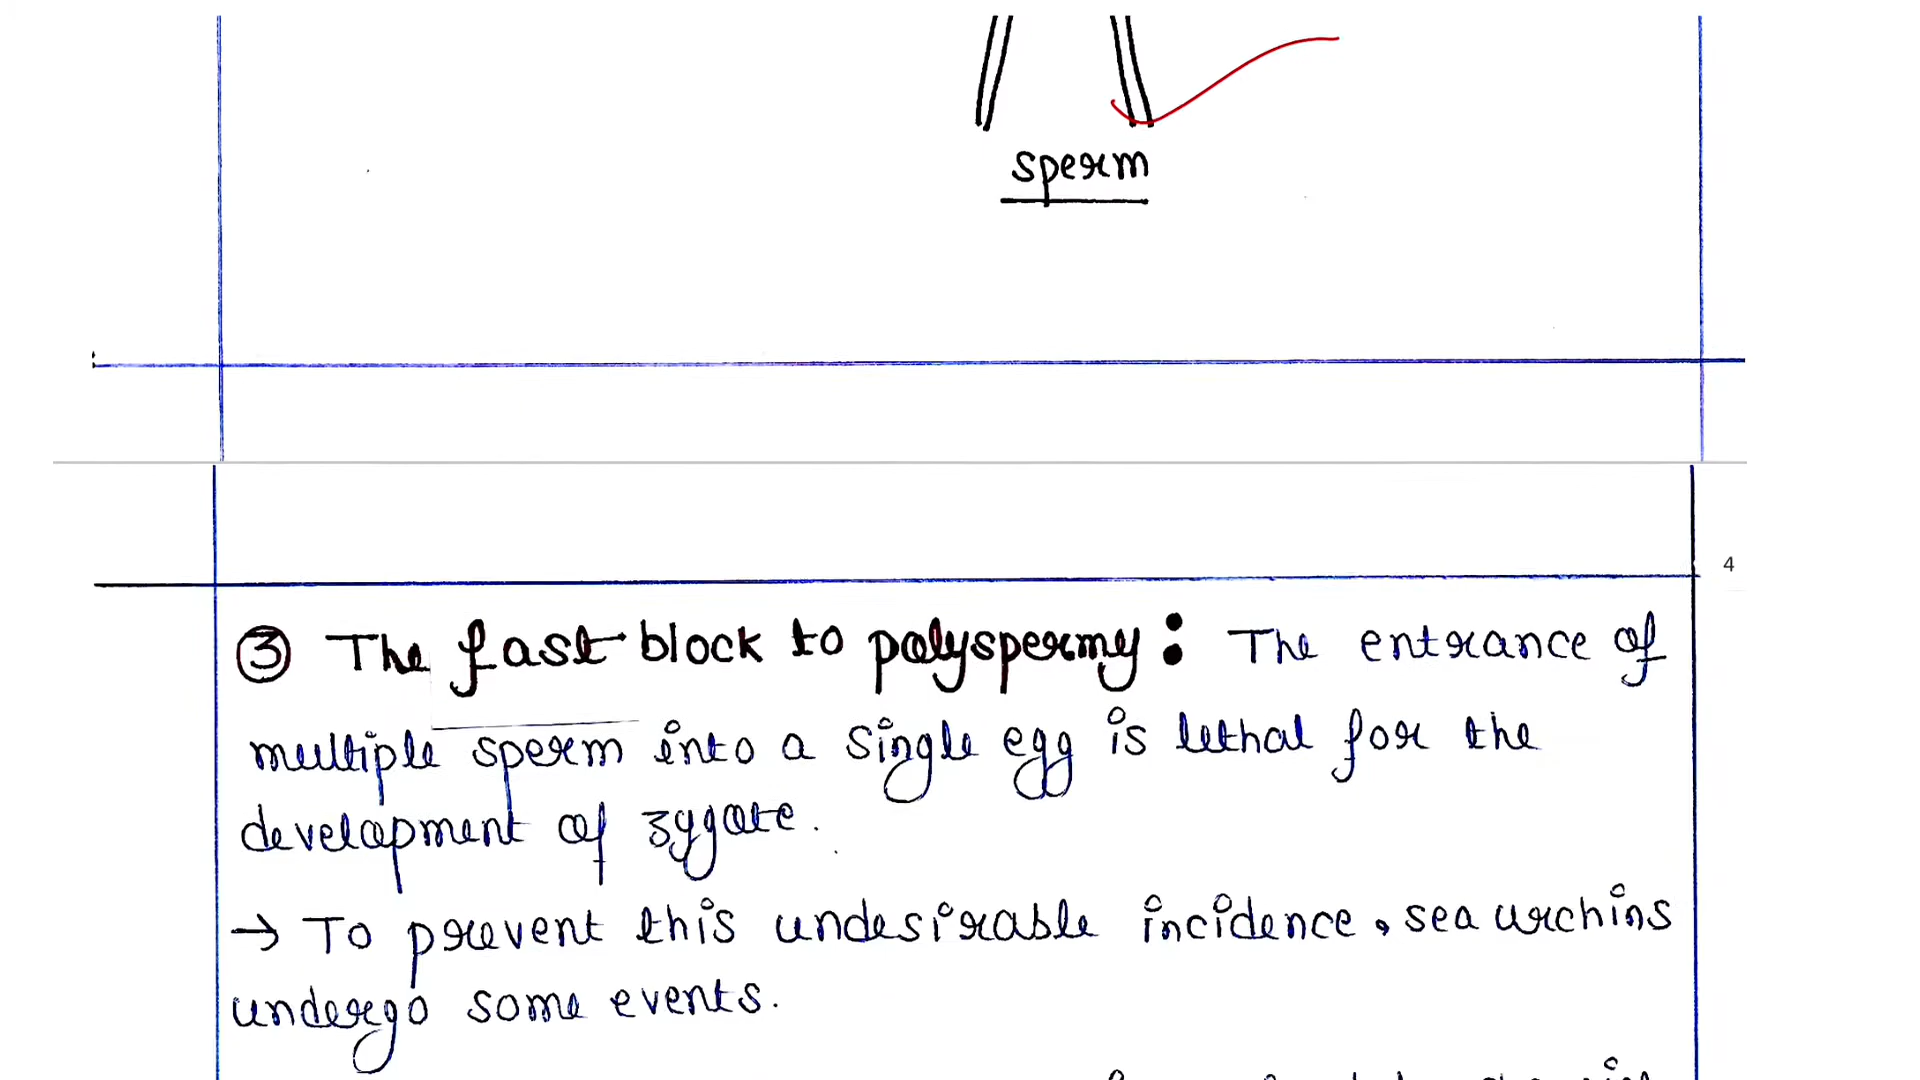 sperm
4
③ The fast block to polyspermy : The entrance of
multiple sperm into a single egg is lethal for the
development of zygote.
→ To prevent this undesirable incidence, sea urchins
undergo some events.